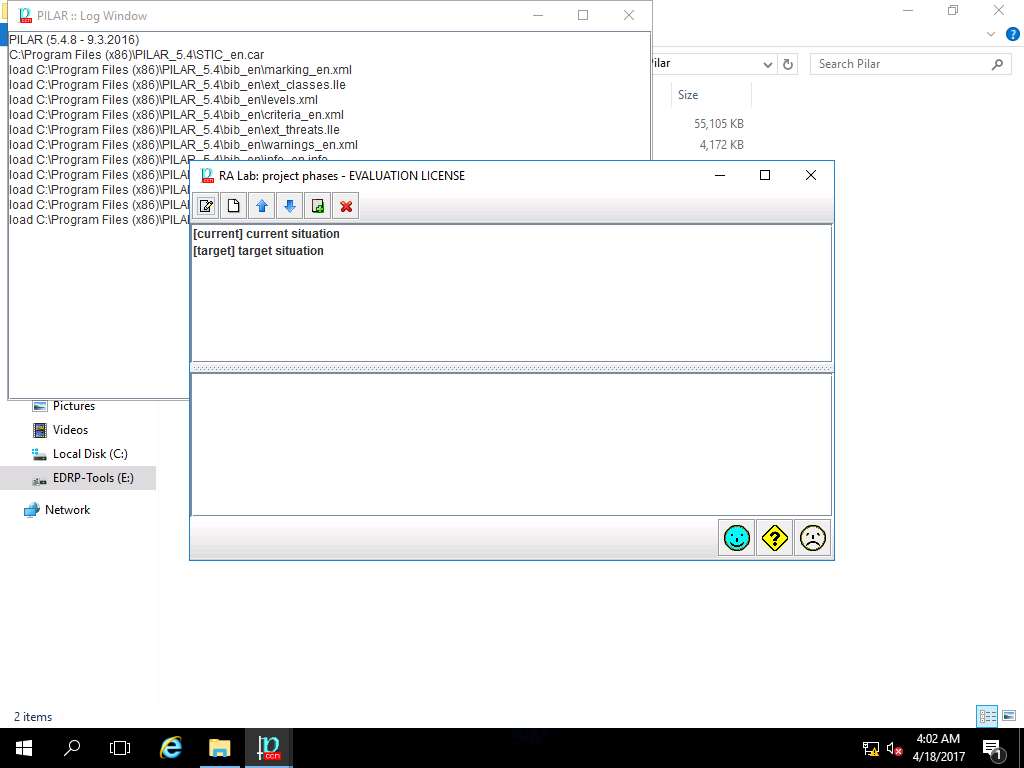 PILAR :: Log Window
PILAR (5.4.8 - 9.3.2016)
C:\Program Files (x86)\PILAR_5.4\STIC_en.car
load C:\Program Files (x86)\PILAR_5.4\bib_en\marking_en.xml
load C:\Program Files (x86)\PILAR_5.4\bib_en\ext_classes.lle
load C:\Program Files (x86)\PILAR_5.4\bib_en\levels.xml
load C:\Program Files (x86)\PILAR_5.4\bib_en\criteria_en.xml
load C:\Program Files (x86)\PILAR_5.4\bib_en\ext_threats.lle
load C:\Program Files (x86)\PILAR_5.4\bib_en\warnings_en.xml
load C:\Program Files (x86)\PILAR_5.4\bib_en\info_en.info
load C:\Program Files (x86)\PILA
load C:\Program Files (x86)\PILA
load C:\Program Files (x86)\PILA
load C:\Program Files (x86)\PILA
ilar
Search Pilar
Size
55,105 KB
4,172 KB
RA Lab: project phases - EVALUATION LICENSE
[current] current situation
[target] target situation
Pictures
Videos
Local Disk (C:)
EDRP-Tools (E:)
Network
2 items
4:02 AM
4/18/2017
1